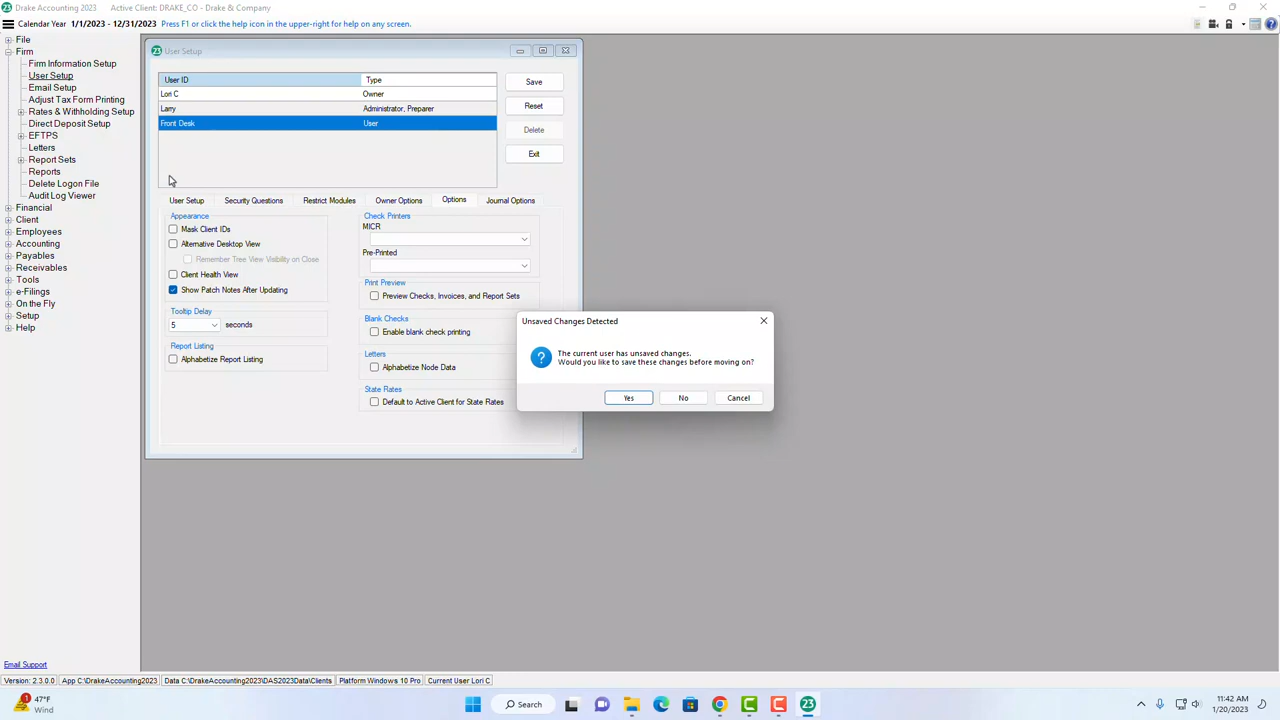 23 Drake Accounting 2023 Active Client: DRAKE_CO - Drake & Company
Calendar Year 1/1/2023 - 12/31/2023 Press F1 or click the help icon in the upper-right for help on any screen.
File
Firm
Firm Information Setup
User Setup
Email Setup
Adjust Tax Form Printing
Rates & Withholding Setup
Direct Deposit Setup
EFTPS
Letters
Report Sets
Reports
Delete Logon File
Audit Log Viewer
Financial
Client
Employees
Accounting
Payables
Receivables
Tools
e-Filings
On the Fly
Setup
Help
Email Support
23 User Setup
User ID Type
Lori C Owner
Larry Administrator, Preparer
Front Desk User
Save
Reset
Delete
Exit
User Setup Security Questions Restrict Modules Owner Options Options Journal Options
Appearance
Mask Client IDs
Alternative Desktop View
Remember Tree View Visibility on Close
Client Health View
Show Patch Notes After Updating
Tooltip Delay
5 seconds
Report Listing
Alphabetize Report Listing
Check Printers
MICR
Pre-Printed
Print Preview
Preview Checks, Invoices, and Report Sets
Blank Checks
Enable blank check printing
Letters
Alphabetize Node Data
State Rates
Default to Active Client for State Rates
Unsaved Changes Detected
The current user has unsaved changes.
Would you like to save these changes before moving on?
Yes No Cancel
Version: 2.3.0.0 App C:\DrakeAccounting2023 Data C:\DrakeAccounting2023\DAS2023Data\Clients Platform Windows 10 Pro Current User Lori C
1 47°F
Wind
Search
23
11:42 AM
1/20/2023